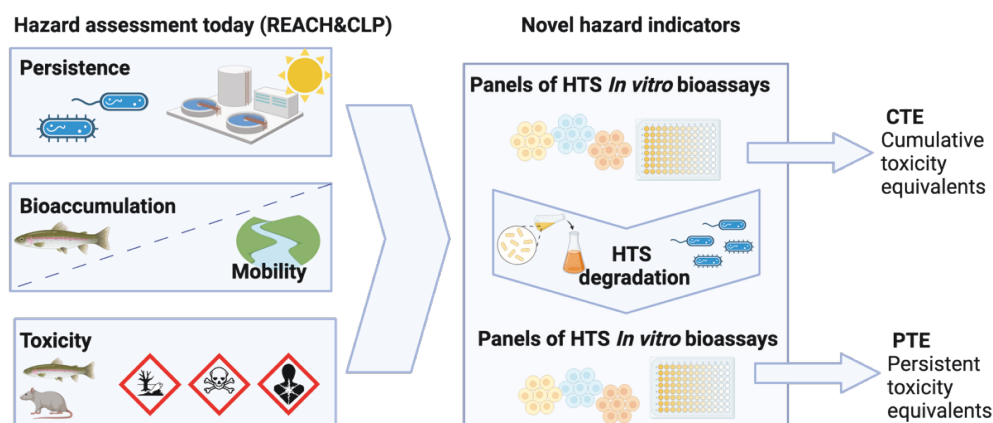 Hazard assessment today (REACH&CLP)
Persistence
Bioaccumulation
Mobility
Toxicity
Novel hazard indicators
Panels of HTS In vitro bioassays
HTS
degradation
Panels of HTS In vitro bioassays
CTE
Cumulative
toxicity
equivalents
PTE
Persistent
toxicity
equivalents